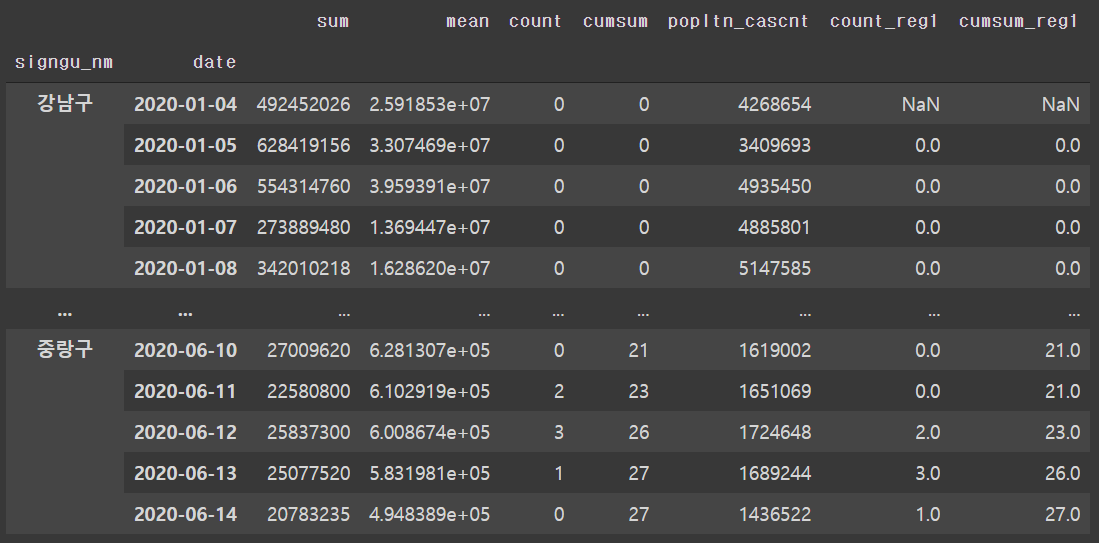 sum mean count cumsum popltn_cascnt count_reg1 cumsum_reg1
signgu_nm date
강남구 2020-01-04 492452026 2.591853e+07 0 0 4268654 NaN NaN
2020-01-05 628419156 3.307469e+07 0 0 3409693 0.0 0.0
2020-01-06 554314760 3.959391e+07 0 0 4935450 0.0 0.0
2020-01-07 273889480 1.369447e+07 0 0 4885801 0.0 0.0
2020-01-08 342010218 1.628620e+07 0 0 5147585 0.0 0.0
... ... ... ... ... ... ... ... ...
중랑구 2020-06-10 27009620 6.281307e+05 0 21 1619002 0.0 21.0
2020-06-11 22580800 6.102919e+05 2 23 1651069 0.0 21.0
2020-06-12 25837300 6.008674e+05 3 26 1724648 2.0 23.0
2020-06-13 25077520 5.831981e+05 1 27 1689244 3.0 26.0
2020-06-14 20783235 4.948389e+05 0 27 1436522 1.0 27.0